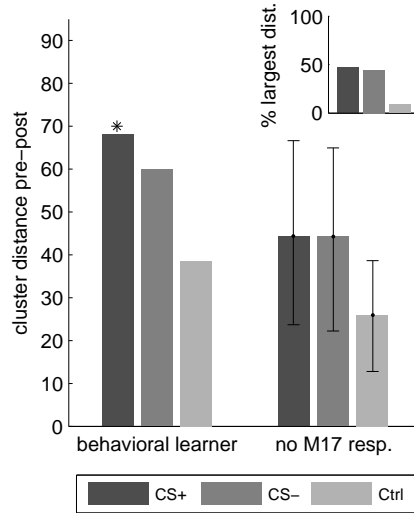 % largest dist.
100
50
0
cluster distance pre-post
90
80
70
60
50
40
30
20
10
0
*
behavioral learner
no M17 resp.
CS+
CS−
Ctrl